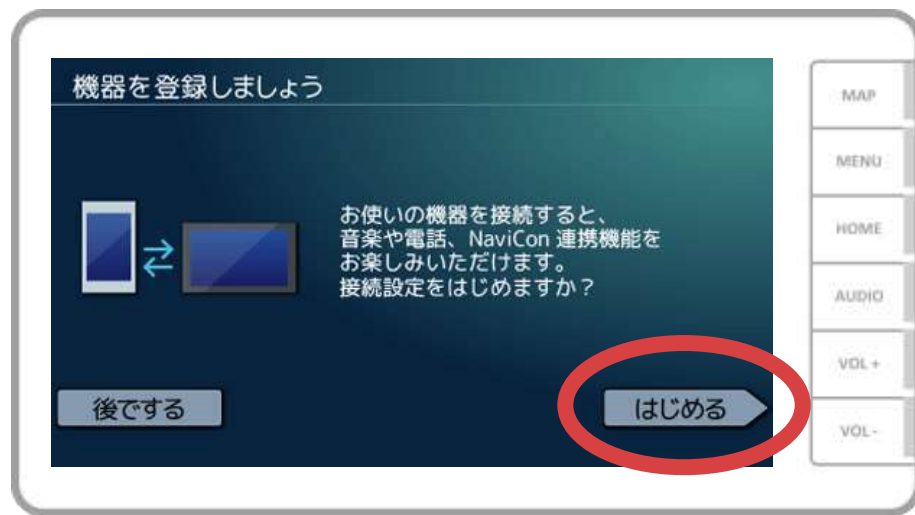 機器を登録しましょう
お使いの機器を接続すると、
音楽や電話、NaviCon 連携機能を
お楽しみいただけます。
接続設定をはじめますか？
後でする
はじめる
MAP
MENU
HOME
AUDIO
VOL +
VOL -